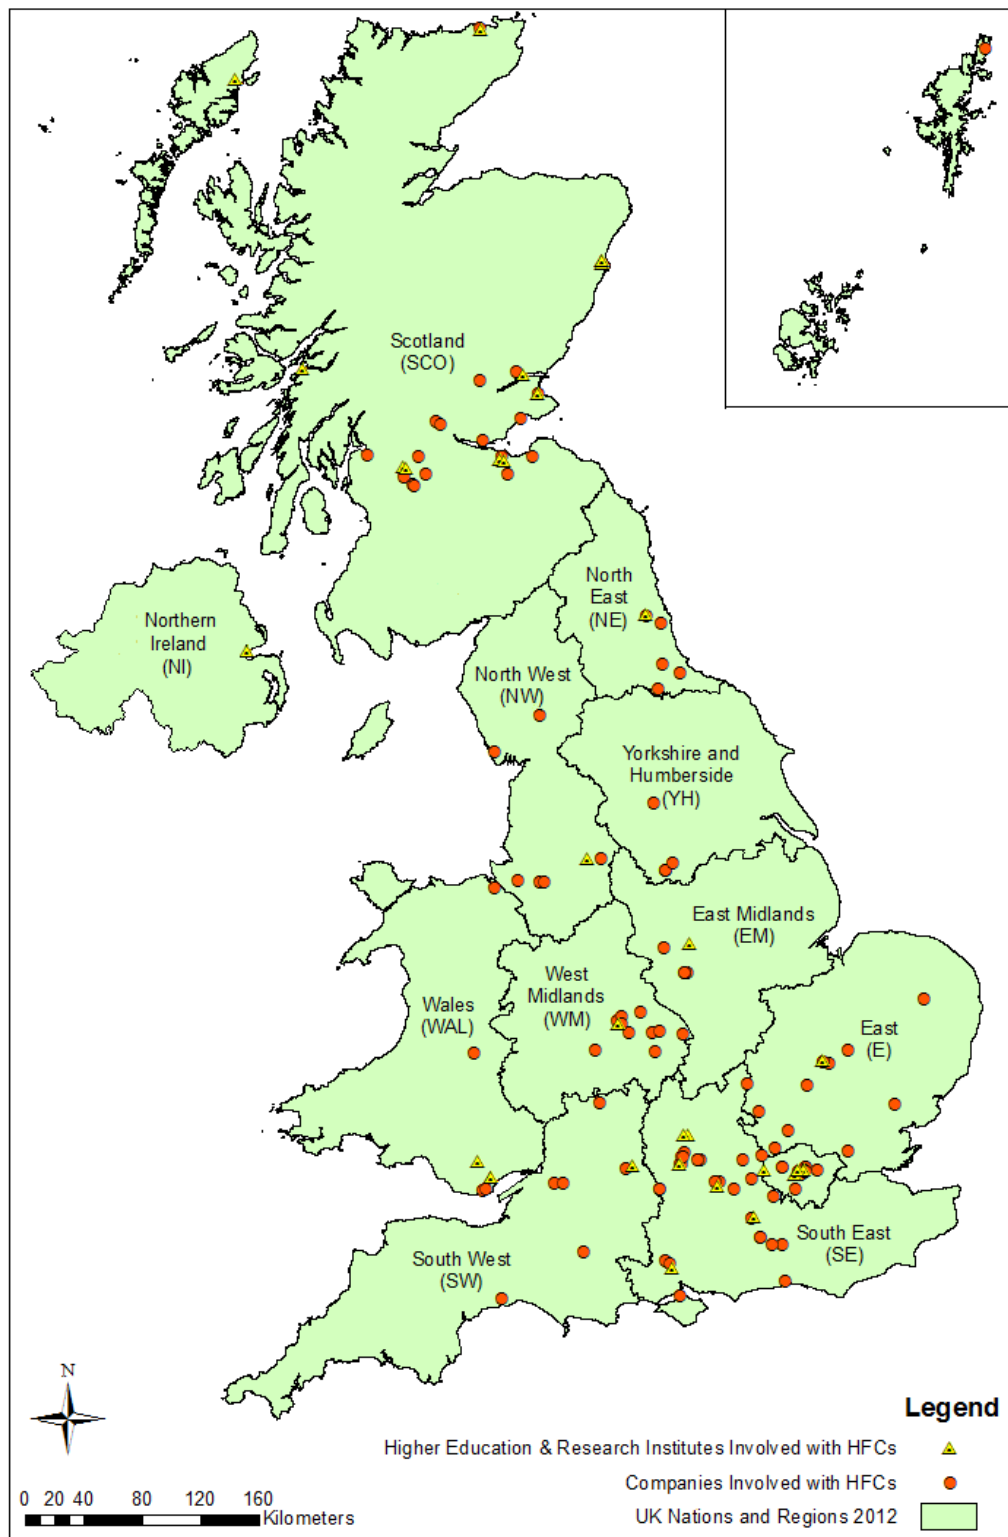 Scotland
(SCO)
North
East
(NE)
Northern
Ireland
(NI)
North West
(NW)
Yorkshire and
Humberside
(YH)
East Midlands
(EM)
West
Midlands
(WM)
Wales
(WAL)
East
(E)
South East
(SE)
South West
(SW)
N
Legend
Higher Education & Research Institutes Involved with HFCs
Companies Involved with HFCs
UK Nations and Regions 2012
0 20 40 80 120 160
Kilometers